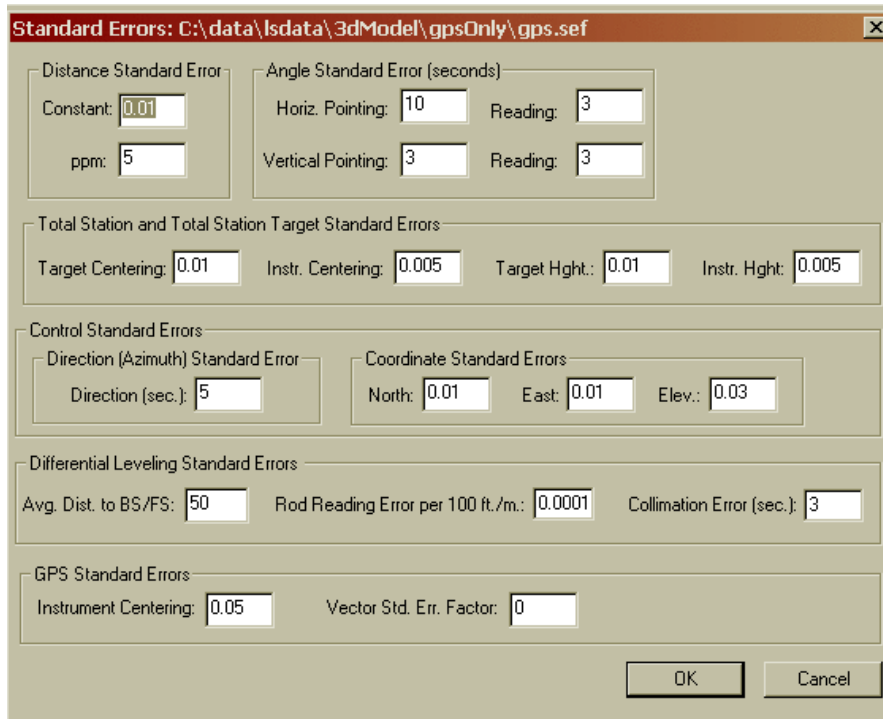 Standard Errors: C:\data\lsdata\3dModel\gpsOnly\gps.sef
Distance Standard Error
Constant: 0.01
ppm: 5
Angle Standard Error (seconds)
Horiz. Pointing: 10 Reading: 3
Vertical Pointing: 3 Reading: 3
Total Station and Total Station Target Standard Errors
Target Centering: 0.01 Instr. Centering: 0.005 Target Hght.: 0.01 Instr. Hght: 0.005
Control Standard Errors
Direction (Azimuth) Standard Error
Direction (sec.): 5
Coordinate Standard Errors
North: 0.01 East: 0.01 Elev.: 0.03
Differential Leveling Standard Errors
Avg. Dist. to BS/FS: 50 Rod Reading Error per 100 ft./m.: 0.0001 Collimation Error (sec.): 3
GPS Standard Errors
Instrument Centering: 0.05 Vector Std. Err. Factor: 0
OK Cancel